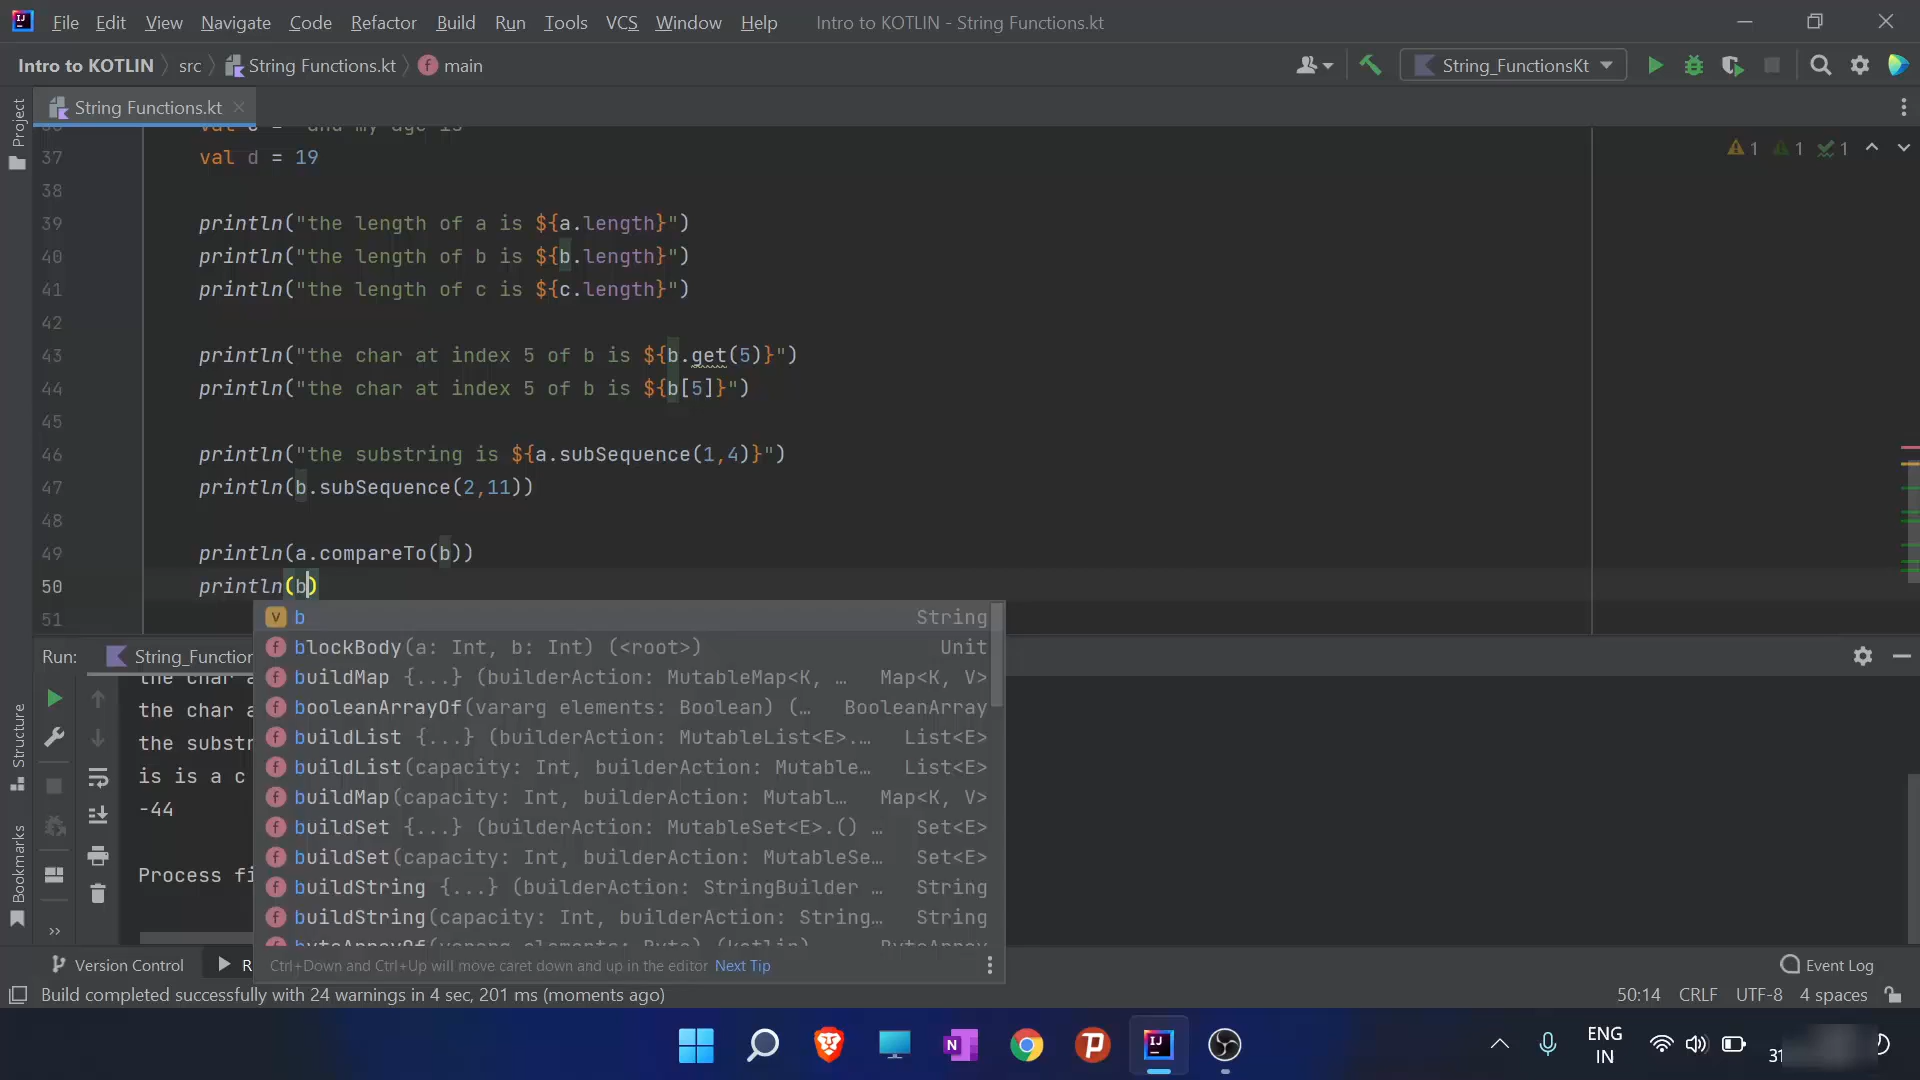 File Edit View Navigate Code Refactor Build Run Tools VCS Window Help Intro to KOTLIN - String Functions.kt
Intro to KOTLIN src String Functions.kt main String_FunctionsKt
Project String Functions.kt
37 val d = 19 1 1 1
38
39 println("the length of a is ${a.length}")
40 println("the length of b is ${b.length}")
41 println("the length of c is ${c.length}")
42
43 println("the char at index 5 of b is ${b.get(5)}")
44 println("the char at index 5 of b is ${b[5]}")
45
46 println("the substring is ${a.subSequence(1,4)}")
47 println(b.subSequence(2,11))
48
49 println(a.compareTo(b))
50 println(b)
51
b String
blockBody(a: Int, b: Int) (<root>) Unit
buildMap {...} (builderAction: MutableMap<K, … Map<K, V>
booleanArrayOf(vararg elements: Boolean) (… BooleanArray
buildList {...} (builderAction: MutableList<E>.… List<E>
buildList(capacity: Int, builderAction: Mutable… List<E>
buildMap(capacity: Int, builderAction: Mutabl… Map<K, V>
buildSet {...} (builderAction: MutableSet<E>.() … Set<E>
buildSet(capacity: Int, builderAction: MutableSe… Set<E>
buildString {...} (builderAction: StringBuilder … String
buildString(capacity: Int, builderAction: String… String
Ctrl+Down and Ctrl+Up will move caret down and up in the editor Next Tip
Run: String_Function
the char a
the char a
the substr
is is a c
-44
Process fi
Structure
Bookmarks
Version Control R Event Log
Build completed successfully with 24 warnings in 4 sec, 201 ms (moments ago) 50:14 CRLF UTF-8 4 spaces
ENG
IN
31